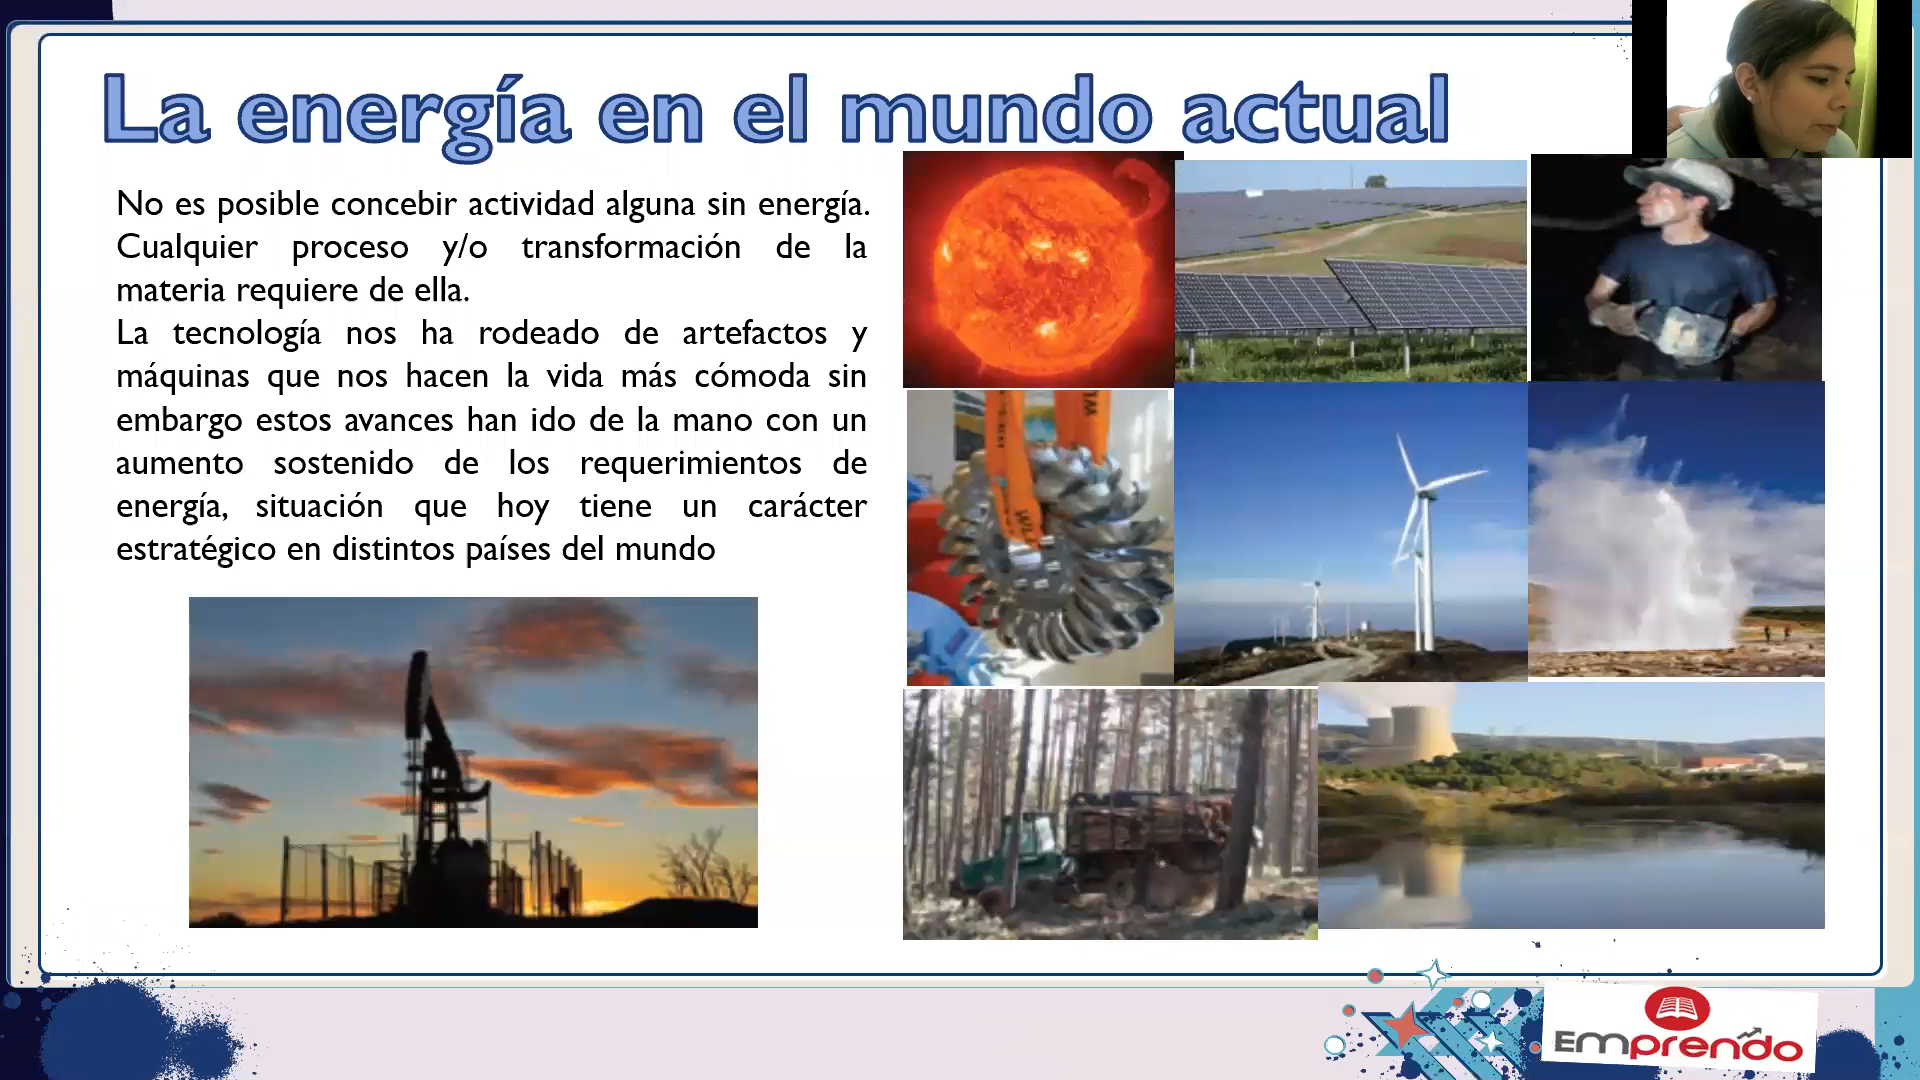 La energía en el mundo actual
No es posible concebir actividad alguna sin energía.
Cualquier proceso y/o transformación de la
materia requiere de ella.
La tecnología nos ha rodeado de artefactos y
máquinas que nos hacen la vida más cómoda sin
embargo estos avances han ido de la mano con un
aumento sostenido de los requerimientos de
energía, situación que hoy tiene un carácter
estratégico en distintos países del mundo
Emprendo